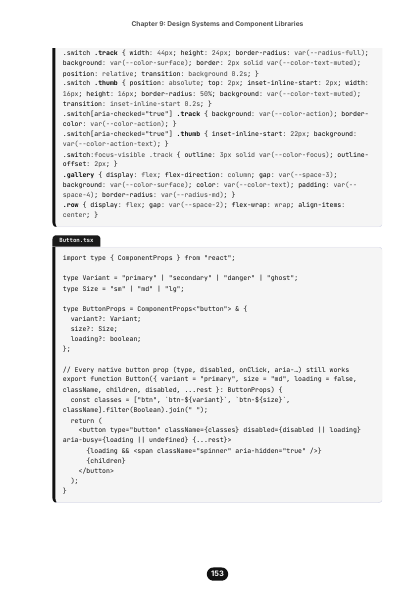 Chapter 9: Design Systems and Component Libraries
.switch .track { width: 44px; height: 24px; border-radius: var(--radius-full);
background: var(--color-surface); border: 2px solid var(--color-text-muted);
position: relative; transition: background 0.2s; }
.switch .thumb { position: absolute; top: 2px; inset-inline-start: 2px; width:
16px; height: 16px; border-radius: 50%; background: var(--color-text-muted);
transition: inset-inline-start 0.2s; }
.switch[aria-checked="true"] .track { background: var(--color-action); border-
color: var(--color-action); }
.switch[aria-checked="true"] .thumb { inset-inline-start: 22px; background:
var(--color-action-text); }
.switch:focus-visible .track { outline: 3px solid var(--color-focus); outline-
offset: 2px; }
.gallery { display: flex; flex-direction: column; gap: var(--space-3);
background: var(--color-surface); color: var(--color-text); padding: var(--
space-4); border-radius: var(--radius-md); }
.row { display: flex; gap: var(--space-2); flex-wrap: wrap; align-items:
center; }
Button.tsx
import type { ComponentProps } from "react";
type Variant = "primary" | "secondary" | "danger" | "ghost";
type Size = "sm" | "md" | "lg";
type ButtonProps = ComponentProps<"button"> & {
variant?: Variant;
size?: Size;
loading?: boolean;
};
// Every native button prop (type, disabled, onClick, aria-…) still works
export function Button({ variant = "primary", size = "md", loading = false,
className, children, disabled, ...rest }: ButtonProps) {
const classes = ["btn", `btn-${variant}`, `btn-${size}`,
className].filter(Boolean).join(" ");
return (
<button type="button" className={classes} disabled={disabled || loading}
aria-busy={loading || undefined} {...rest}>
{loading && <span className="spinner" aria-hidden="true" />}
{children}
</button>
);
}
153